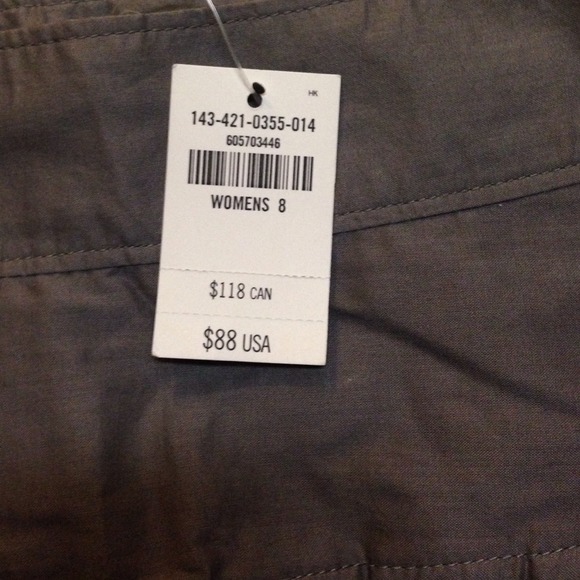 HK
143-421-0355-014
605703446
WOMENS 8
$118 CAN
$88 USA